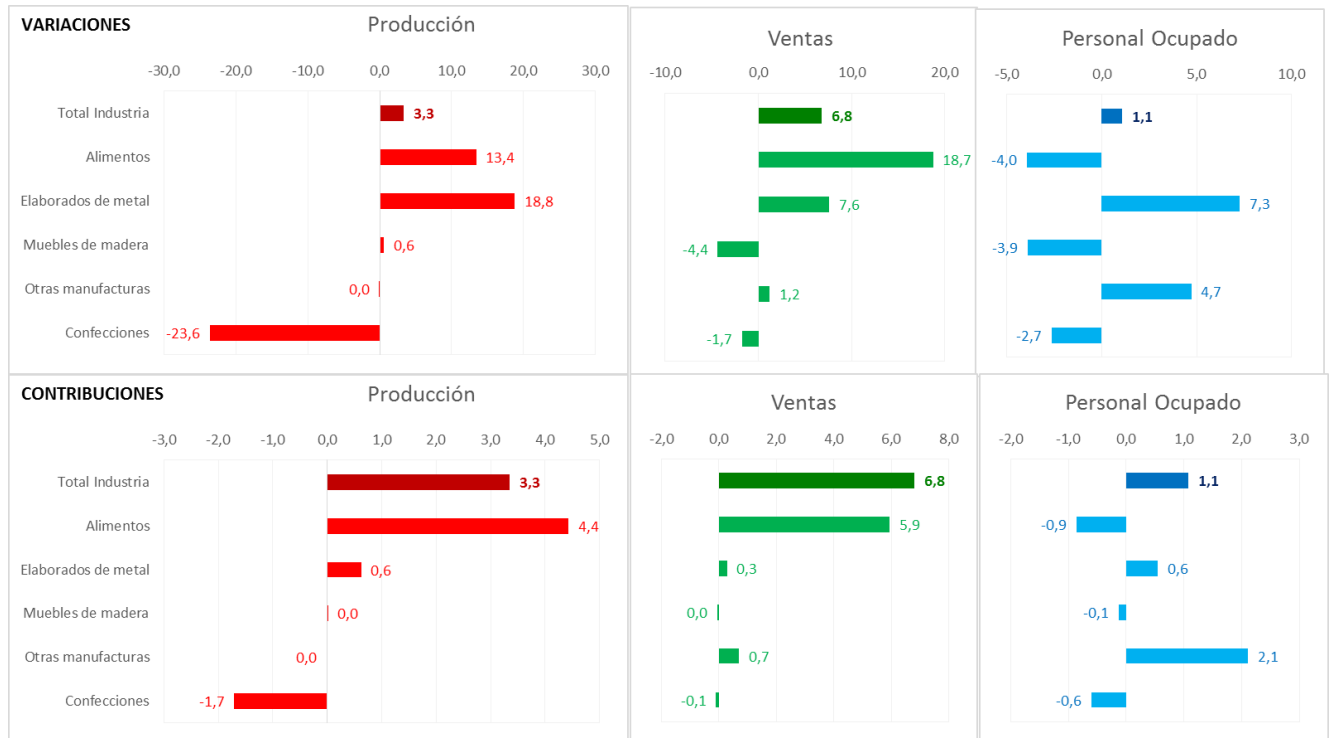 VARIACIONES
Producción
-30,0 -20,0 -10,0 0,0 10,0 20,0 30,0
Total Industria 3,3
Alimentos 13,4
Elaborados de metal 18,8
Muebles de madera 0,6
Otras manufacturas 0,0
Confecciones -23,6
Ventas
-10,0 0,0 10,0 20,0
6,8
18,7
7,6
-4,4
1,2
-1,7
Personal Ocupado
-5,0 0,0 5,0 10,0
1,1
-4,0
7,3
-3,9
4,7
-2,7
CONTRIBUCIONES
Producción
-3,0 -2,0 -1,0 0,0 1,0 2,0 3,0 4,0 5,0
Total Industria 3,3
Alimentos 4,4
Elaborados de metal 0,6
Muebles de madera 0,0
Otras manufacturas 0,0
Confecciones -1,7
Ventas
-2,0 0,0 2,0 4,0 6,0 8,0
6,8
5,9
0,3
0,0
0,7
-0,1
Personal Ocupado
-2,0 -1,0 0,0 1,0 2,0 3,0
1,1
-0,9
0,6
-0,1
2,1
-0,6